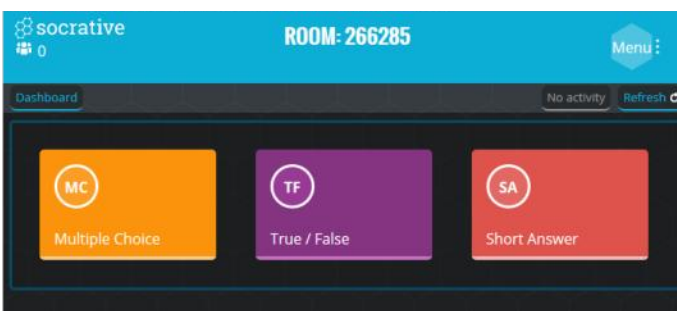 socrative
0
ROOM: 266285
Menu
Dashboard
No activity
Refresh
MC
Multiple Choice
TF
True / False
SA
Short Answer